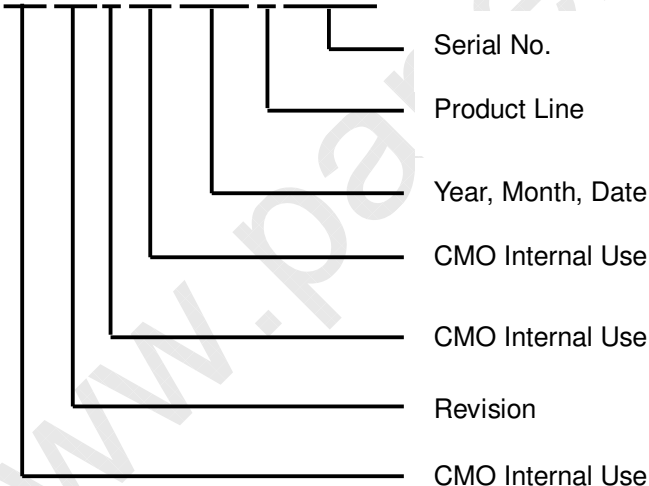 Serial No.
Product Line
Year, Month, Date
CMO Internal Use
CMO Internal Use
Revision
CMO Internal Use